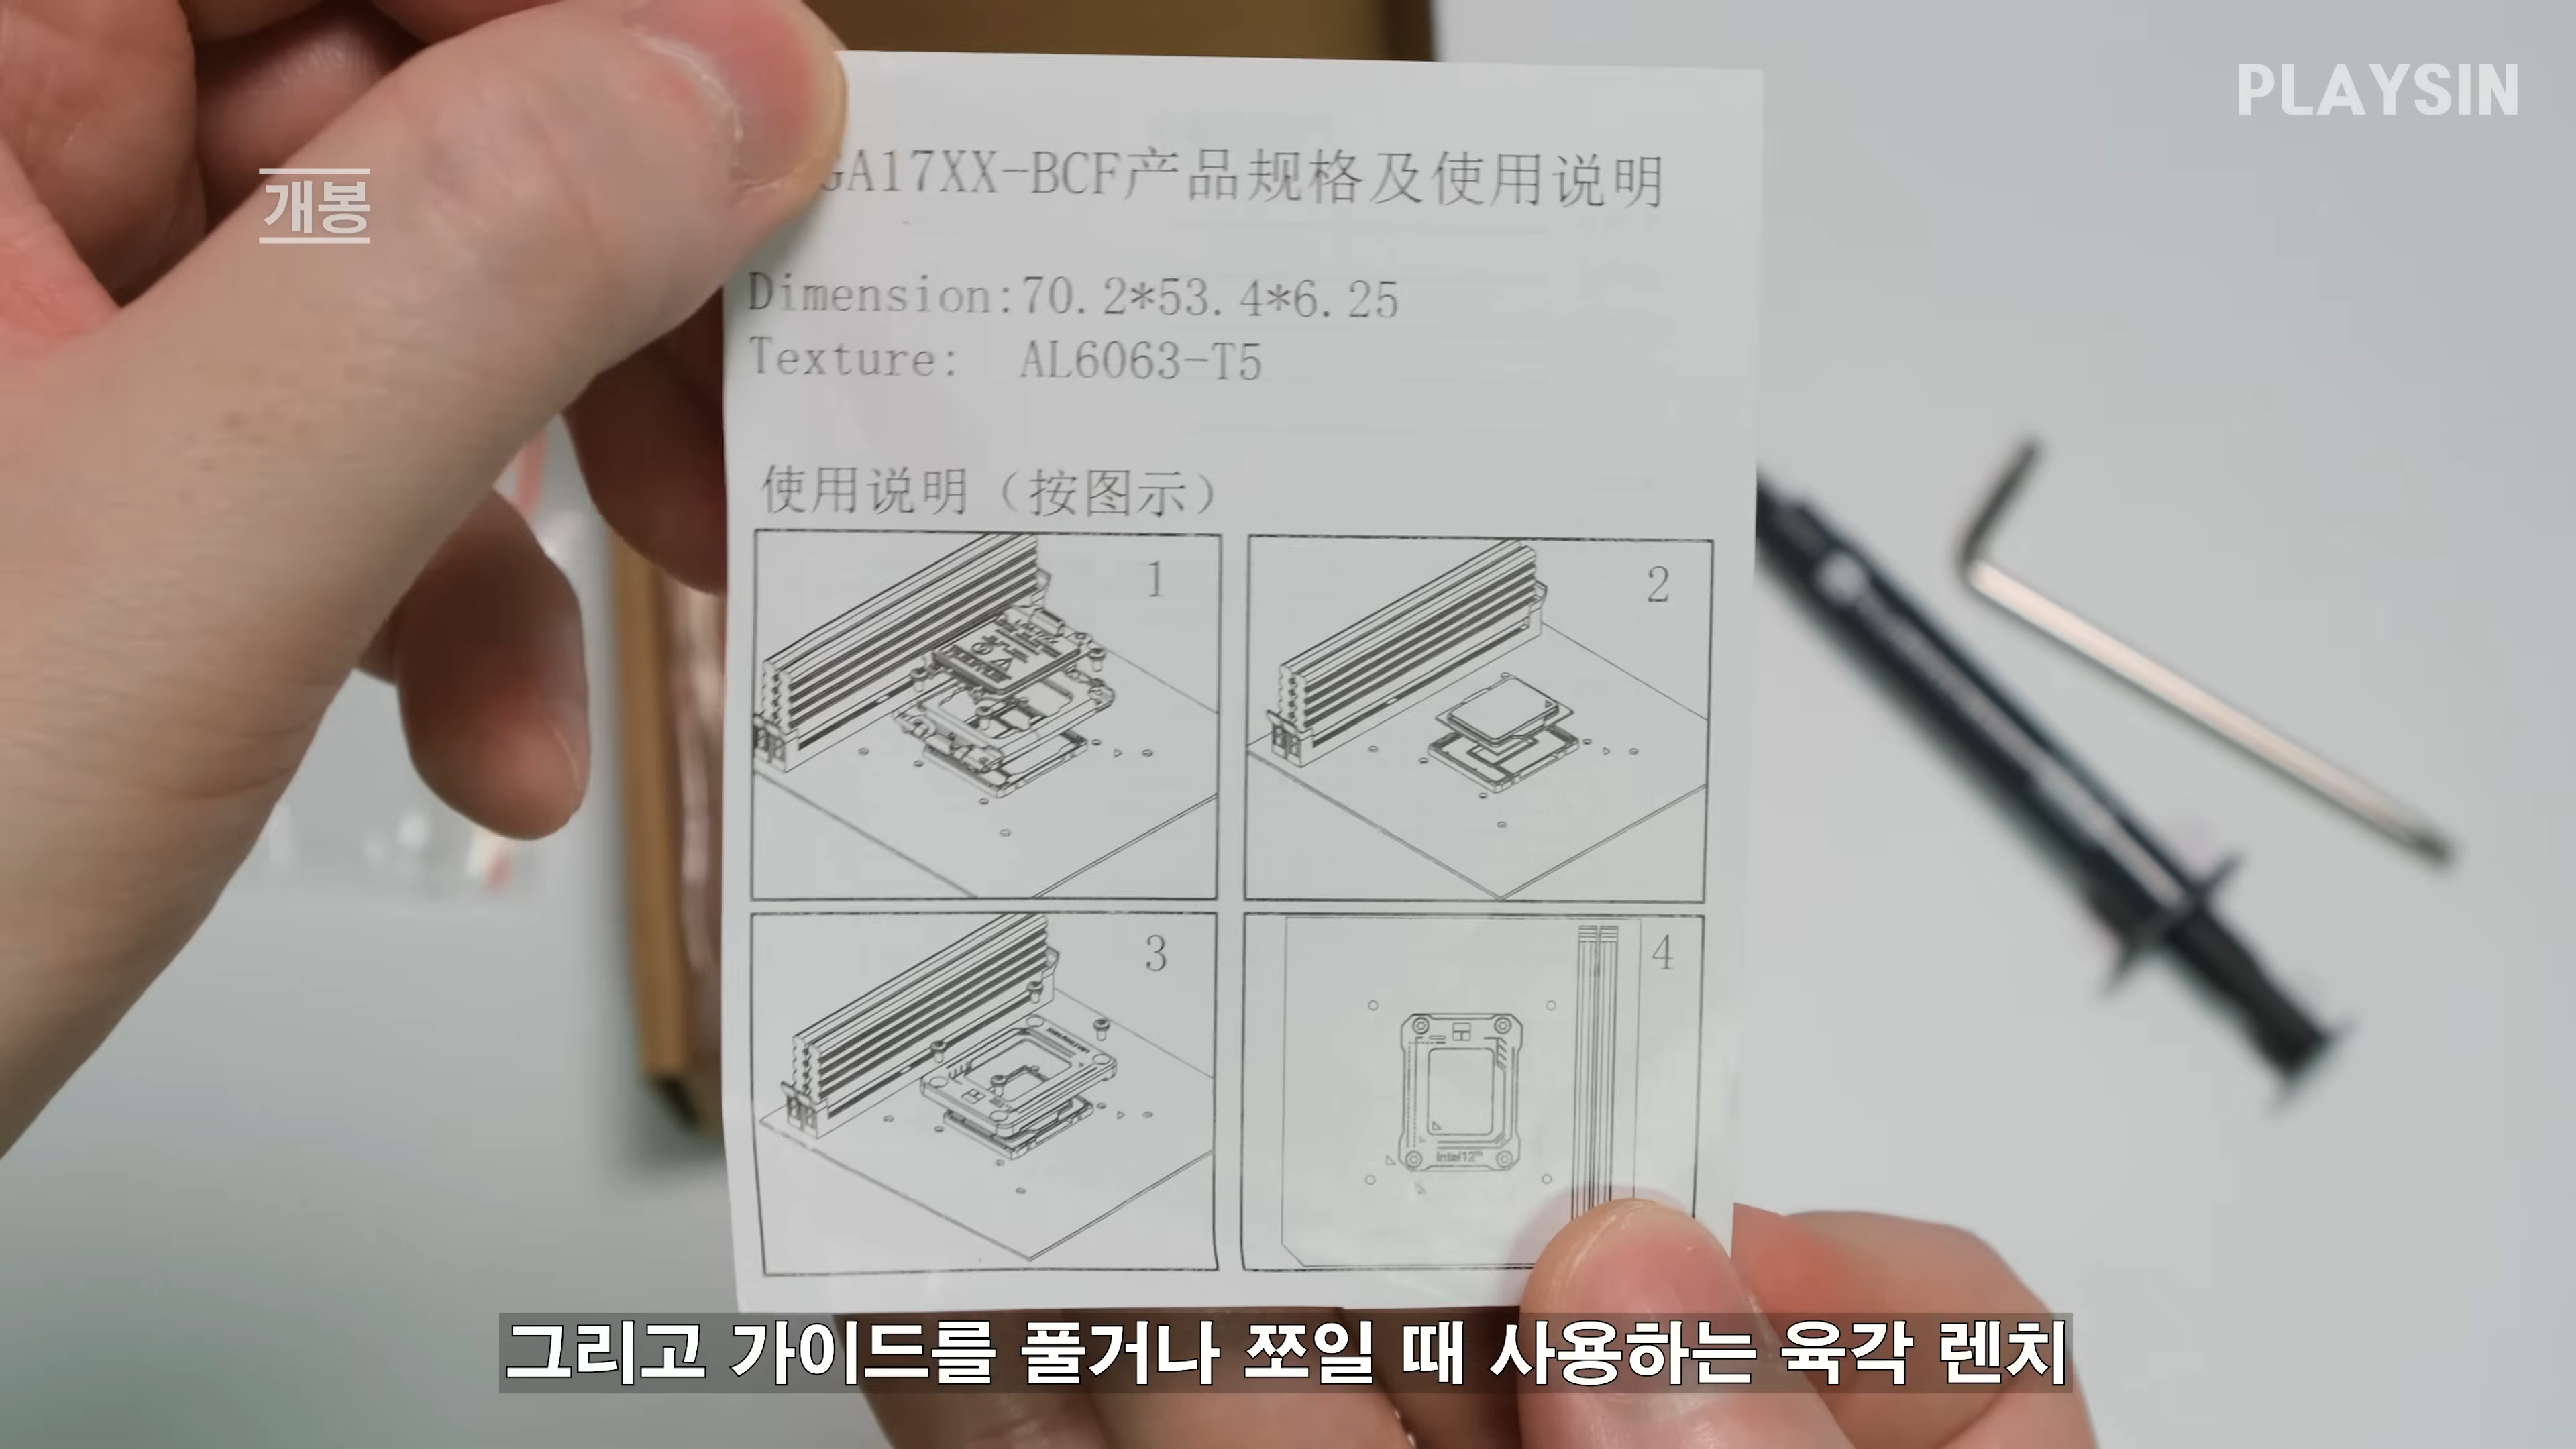 PLAYSIN
개봉
GA17XX-BCF产品规格及使用说明
Dimension:70.2*53.4*6.25
Texture: AL6063-T5
使用说明（按图示）
1
2
3
4
intel12th
그리고 가이드를 풀거나 쪼일 때 사용하는 육각 렌치